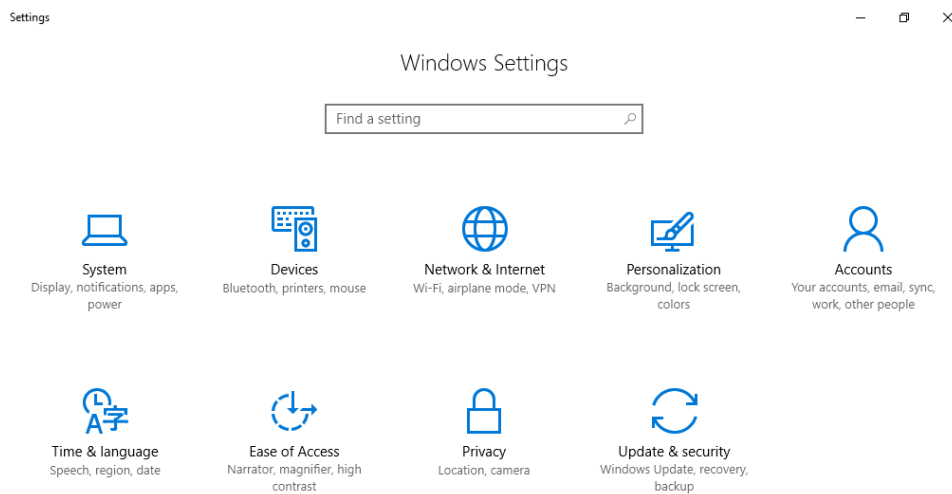 Settings
Windows Settings
Find a setting
System
Display, notifications, apps,
power
Devices
Bluetooth, printers, mouse
Network & Internet
Wi-Fi, airplane mode, VPN
Personalization
Background, lock screen,
colors
Accounts
Your accounts, email, sync,
work, other people
A字
Time & language
Speech, region, date
Ease of Access
Narrator, magnifier, high
contrast
Privacy
Location, camera
Update & security
Windows Update, recovery,
backup